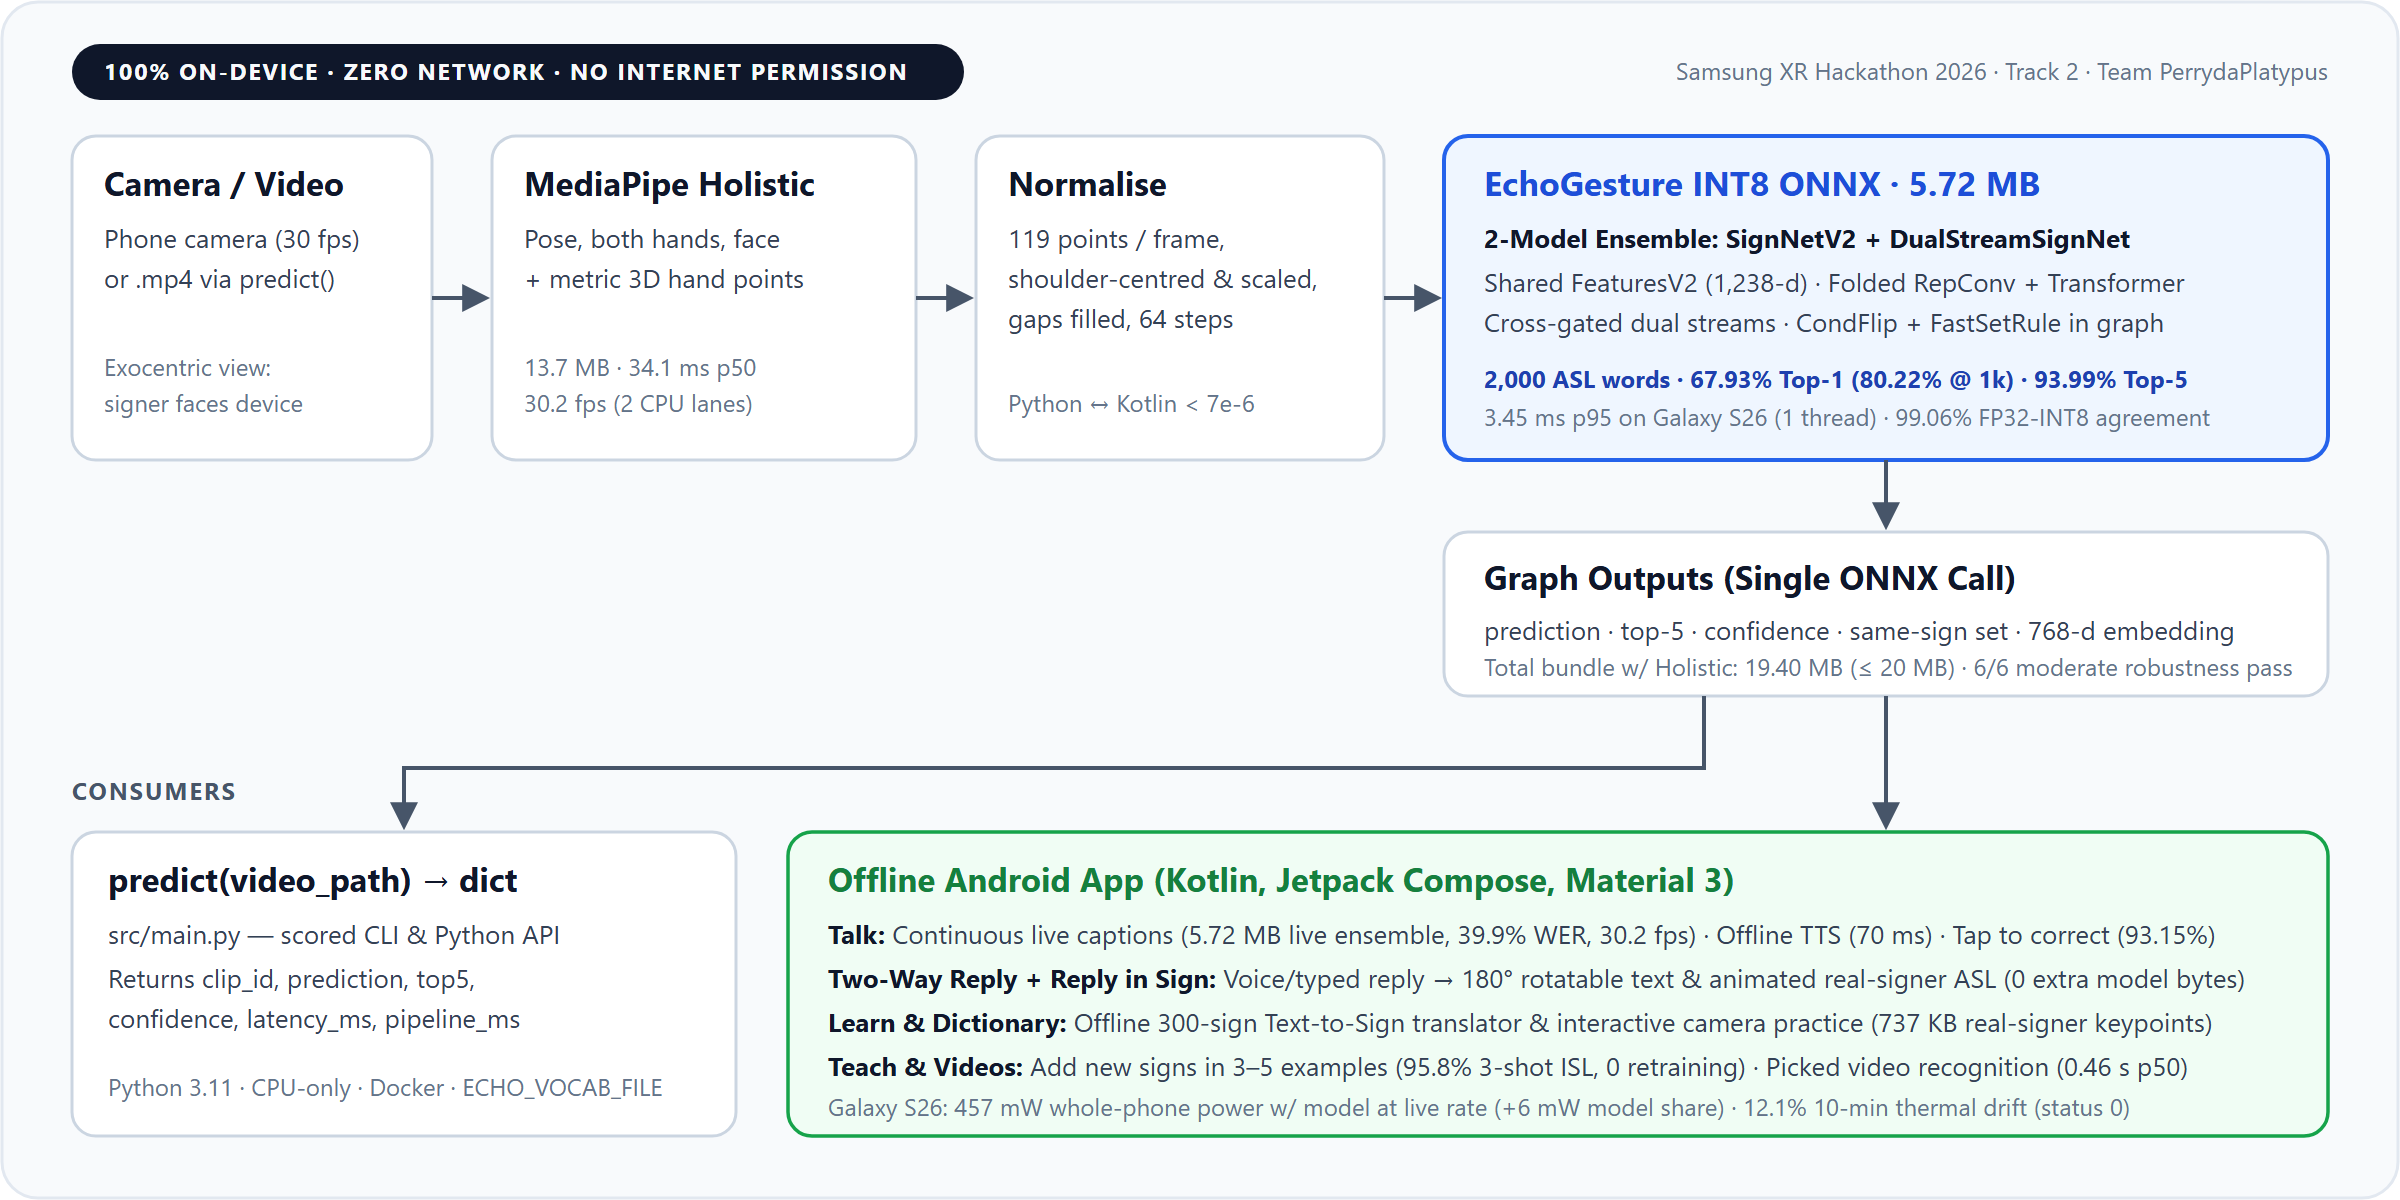 100% ON-DEVICE · ZERO NETWORK · NO INTERNET PERMISSION
Samsung XR Hackathon 2026 · Track 2 · Team PerrydaPlatypus
Camera / Video
Phone camera (30 fps)
or .mp4 via predict()
Exocentric view:
signer faces device
MediaPipe Holistic
Pose, both hands, face
+ metric 3D hand points
13.7 MB · 34.1 ms p50
30.2 fps (2 CPU lanes)
Normalise
119 points / frame,
shoulder-centred & scaled,
gaps filled, 64 steps
Python ↔ Kotlin < 7e-6
EchoGesture INT8 ONNX · 5.72 MB
2-Model Ensemble: SignNetV2 + DualStreamSignNet
Shared FeaturesV2 (1,238-d) · Folded RepConv + Transformer
Cross-gated dual streams · CondFlip + FastSetRule in graph
2,000 ASL words · 67.93% Top-1 (80.22% @ 1k) · 93.99% Top-5
3.45 ms p95 on Galaxy S26 (1 thread) · 99.06% FP32-INT8 agreement
Graph Outputs (Single ONNX Call)
prediction · top-5 · confidence · same-sign set · 768-d embedding
Total bundle w/ Holistic: 19.40 MB (≤ 20 MB) · 6/6 moderate robustness pass
CONSUMERS
predict(video_path) → dict
src/main.py — scored CLI & Python API
Returns clip_id, prediction, top5,
confidence, latency_ms, pipeline_ms
Python 3.11 · CPU-only · Docker · ECHO_VOCAB_FILE
Offline Android App (Kotlin, Jetpack Compose, Material 3)
Talk: Continuous live captions (5.72 MB live ensemble, 39.9% WER, 30.2 fps) · Offline TTS (70 ms) · Tap to correct (93.15%)
Two-Way Reply + Reply in Sign: Voice/typed reply → 180° rotatable text & animated real-signer ASL (0 extra model bytes)
Learn & Dictionary: Offline 300-sign Text-to-Sign translator & interactive camera practice (737 KB real-signer keypoints)
Teach & Videos: Add new signs in 3–5 examples (95.8% 3-shot ISL, 0 retraining) · Picked video recognition (0.46 s p50)
Galaxy S26: 457 mW whole-phone power w/ model at live rate (+6 mW model share) · 12.1% 10-min thermal drift (status 0)